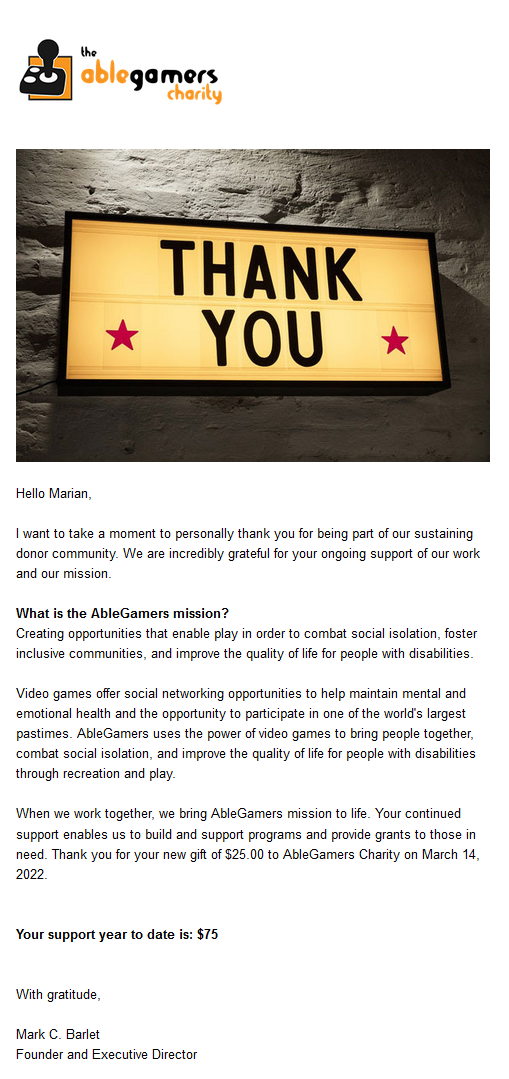 the
ablegamers
charity
THANK
YOU
Hello Marian,
I want to take a moment to personally thank you for being part of our sustaining
donor community. We are incredibly grateful for your ongoing support of our work
and our mission.
What is the AbleGamers mission?
Creating opportunities that enable play in order to combat social isolation, foster
inclusive communities, and improve the quality of life for people with disabilities.
Video games offer social networking opportunities to help maintain mental and
emotional health and the opportunity to participate in one of the world's largest
pastimes. AbleGamers uses the power of video games to bring people together,
combat social isolation, and improve the quality of life for people with disabilities
through recreation and play.
When we work together, we bring AbleGamers mission to life. Your continued
support enables us to build and support programs and provide grants to those in
need. Thank you for your new gift of $25.00 to AbleGamers Charity on March 14,
2022.
Your support year to date is: $75
With gratitude,
Mark C. Barlet
Founder and Executive Director